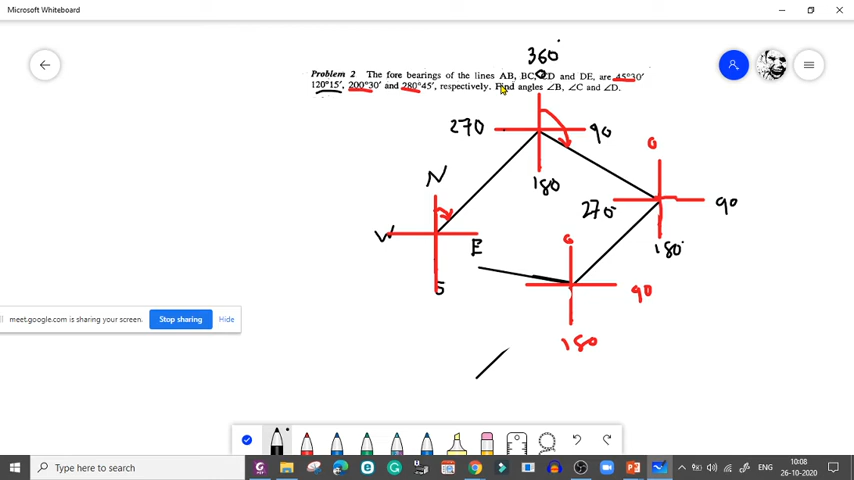 Microsoft Whiteboard
360°
Problem 2 The fore bearings of the lines AB, BC, CD and DE, are 45°30'
120°15', 200°30' and 280°45', respectively. Find angles ∠B, ∠C and ∠D.
270
90
0
N
180
270
90
W
E
180
0
S
90
meet.google.com is sharing your screen.
Stop sharing
Hide
180
Type here to search
ENG
10:08
26-10-2020